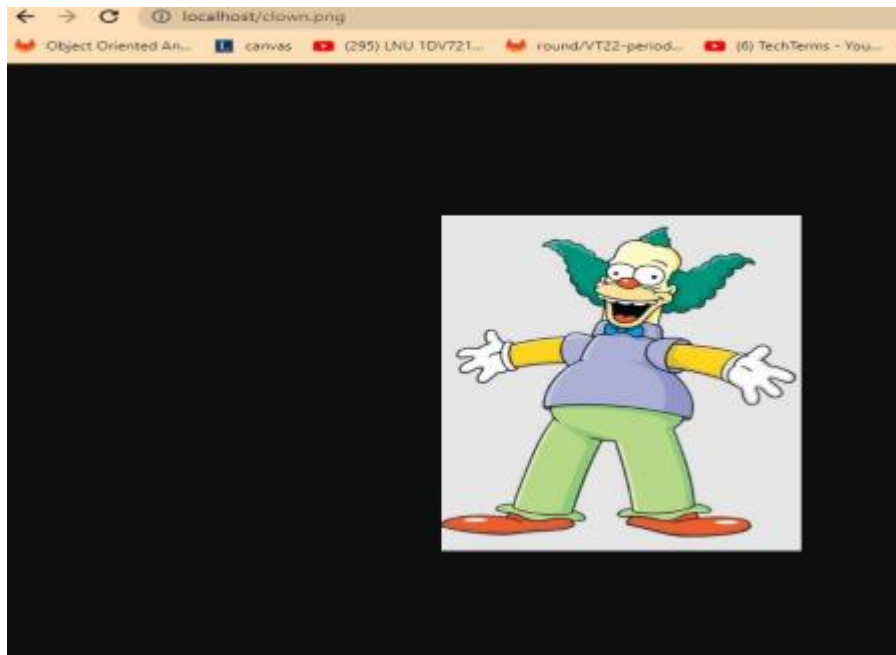 localhost/clown.png
Object Oriented An... canvas (295) LNU 1DV721... round/VT22-period... (6) TechTerms - You...